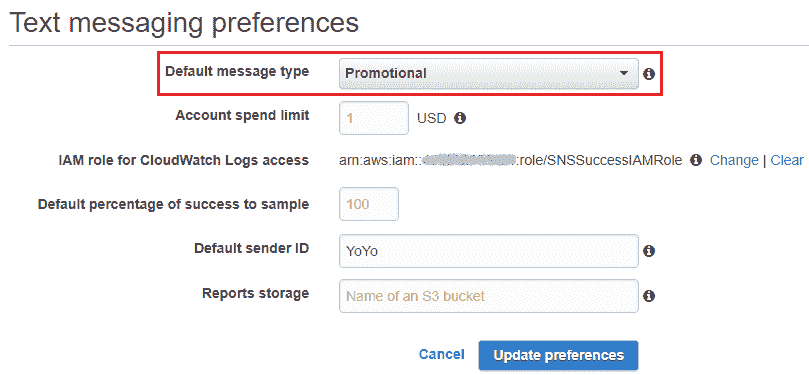 Text messaging preferences
Default message type Promotional
Account spend limit 1 USD
IAM role for CloudWatch Logs access arn:aws:iam:: :role/SNSSuccessIAMRole Change | Clear
Default percentage of success to sample 100
Default sender ID YoYo
Reports storage Name of an S3 bucket
Cancel Update preferences